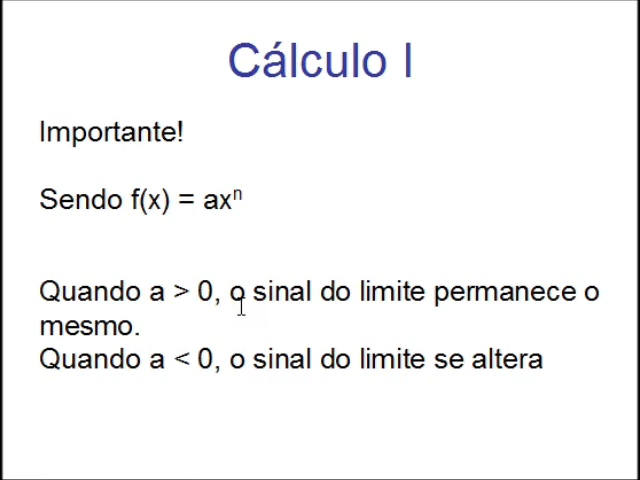 Cálculo I
Importante!
Sendo f(x) = axⁿ
Quando a > 0, o sinal do limite permanece o
mesmo.
Quando a < 0, o sinal do limite se altera